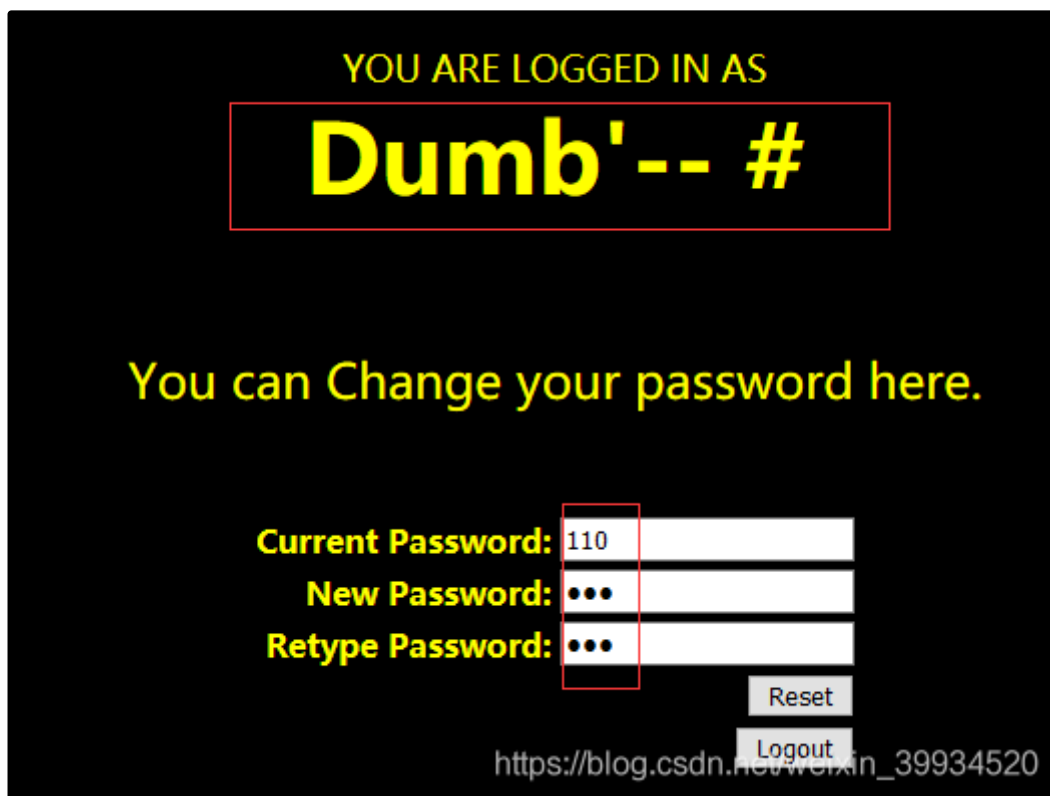 YOU ARE LOGGED IN AS
Dumb'-- #
You can Change your password here.
Current Password: 110
New Password: •••
Retype Password: •••
Reset
Logout
https://blog.csdn.net/weixin_39934520